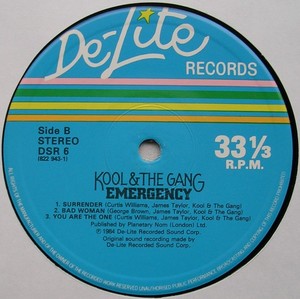 De-Lite
RECORDS
Side B
STEREO
DSR 6
(822 943-1)
33 1/3
R.P.M.
KOOL & THE GANG
EMERGENCY
1. SURRENDER (Curtis Williams, James Taylor, Kool & The Gang)
2. BAD WOMAN (George Brown, James Taylor, Kool & The Gang)
3. YOU ARE THE ONE (Curtis Williams, James Taylor, Kool & The Gang)
Published by Planetary Nom (London) Ltd.
℗ 1984 De-Lite Recorded Sound Corp.
Original sound recording made by
De-Lite Recorded Sound Corp.